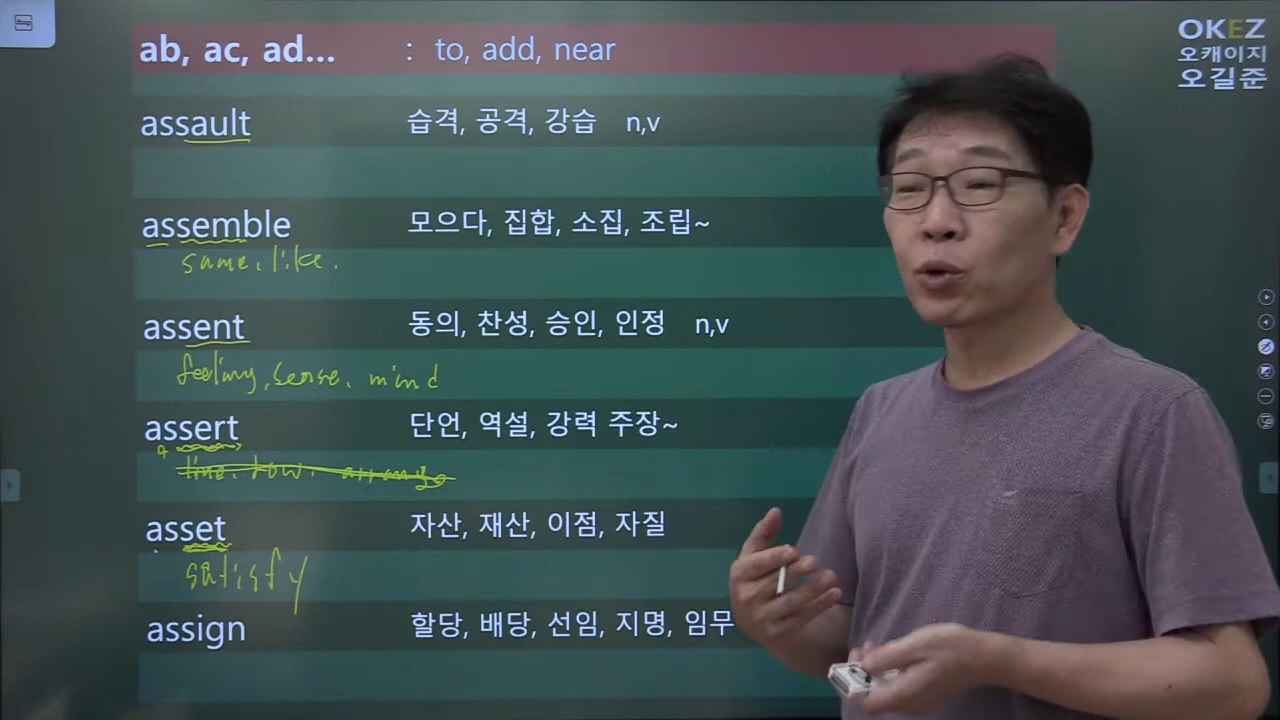 ab, ac, ad... : to, add, near
OKEZ
오캐이지
오길준
assault 습격, 공격, 강습 n,v
assemble 모으다, 집합, 소집, 조립~
same, like.
assent 동의, 찬성, 승인, 인정 n,v
feeling, sense, mind
assert 단언, 역설, 강력 주장~
line, row, arrange
asset 자산, 재산, 이점, 자질
satisfy
assign 할당, 배당, 선임, 지명, 임무